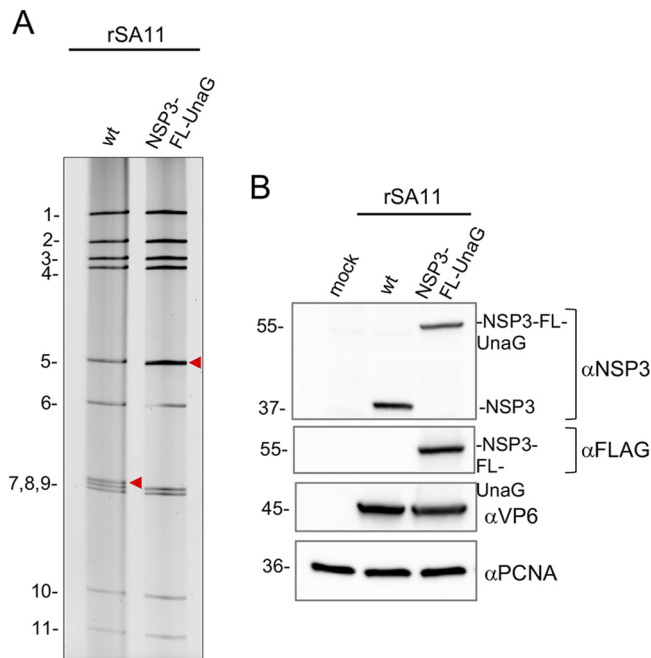 A
rSA11
wt
NSP3-
FL-UnaG
1-
2-
3-
4-
5-
6-
7,8,9-
10-
11-
B
rSA11
mock
wt
NSP3-
FL-UnaG
55-
-NSP3-FL-
UnaG
αNSP3
37-
-NSP3
55-
-NSP3-
FL-
UnaG
αFLAG
45-
αVP6
36-
αPCNA